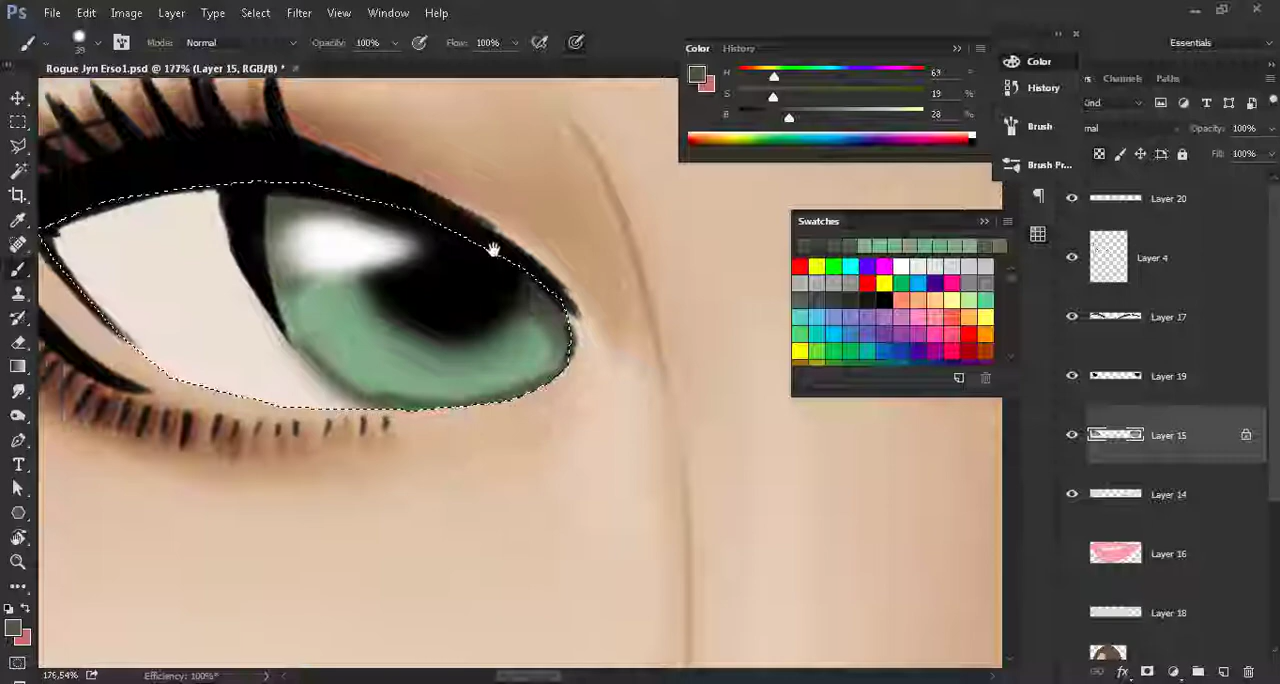 Ps File Edit Image Layer Type Select Filter View Window Help
39 Mode: Normal Opacity: 100% Flow: 100% Essentials
Rogue Jyn Erso1.psd @ 177% (Layer 15, RGB/8) * ×
Color History
H 63 °
S 19 %
B 28 %
Color
History
Brush
Brush Pr...
Channels Paths
Kind
mal Opacity: 100%
Fill: 100%
Swatches
Layer 20
Layer 4
Layer 17
Layer 19
Layer 15
Layer 14
Layer 16
Layer 18
176,54% Efficiency: 100%*